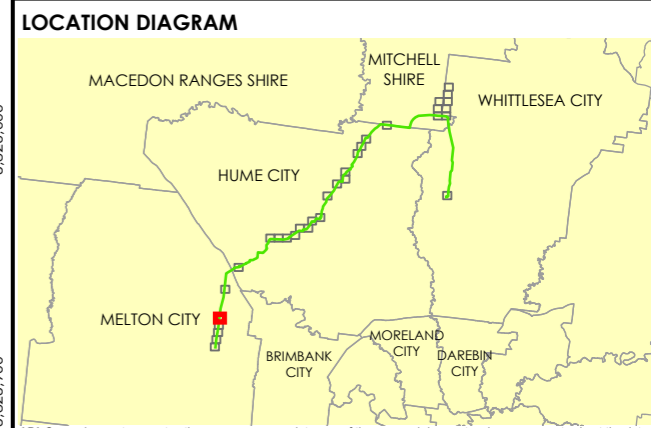 LOCATION DIAGRAM
MACEDON RANGES SHIRE
MITCHELL
SHIRE
WHITTLESEA CITY
HUME CITY
MELTON CITY
BRIMBANK
CITY
MORELAND
CITY
DAREBIN
CITY